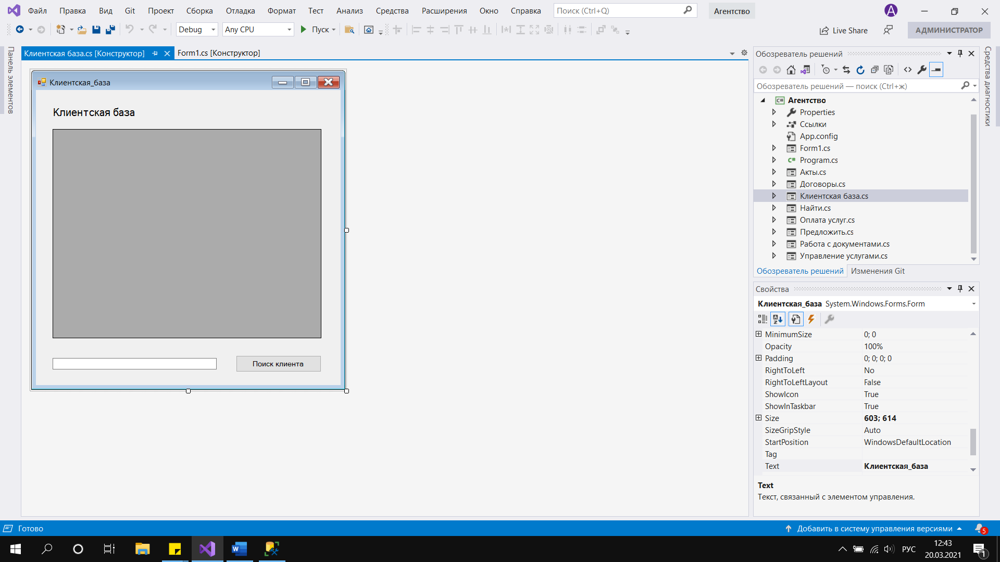 Файл Правка Вид Git Проект Сборка Отладка Формат Тест Анализ Средства Расширения Окно Справка Поиск (Ctrl+Q) Агентство A
Debug Any CPU Пуск Live Share АДМИНИСТРАТОР
Панель элементов
Клиентская база.cs [Конструктор] Form1.cs [Конструктор]
Клиентская_база
Клиентская база
Поиск клиента
Обозреватель решений
Обозреватель решений — поиск (Ctrl+ж)
C# Агентство
Properties
Ссылки
App.config
Form1.cs
C# Program.cs
Акты.cs
Договоры.cs
Клиентская база.cs
Найти.cs
Оплата услуг.cs
Предложить.cs
Работа с документами.cs
Управление услугами.cs
Обозреватель решений Изменения Git
Свойства
Клиентская_база System.Windows.Forms.Form
MinimumSize 0; 0
Opacity 100%
Padding 0; 0; 0; 0
RightToLeft No
RightToLeftLayout False
ShowIcon True
ShowInTaskbar True
Size 603; 614
SizeGripStyle Auto
StartPosition WindowsDefaultLocation
Tag
Text Клиентская_база
Text
Текст, связанный с элементом управления.
Средства диагностики
Готово Добавить в систему управления версиями 5
РУС 12:43
20.03.2021 1